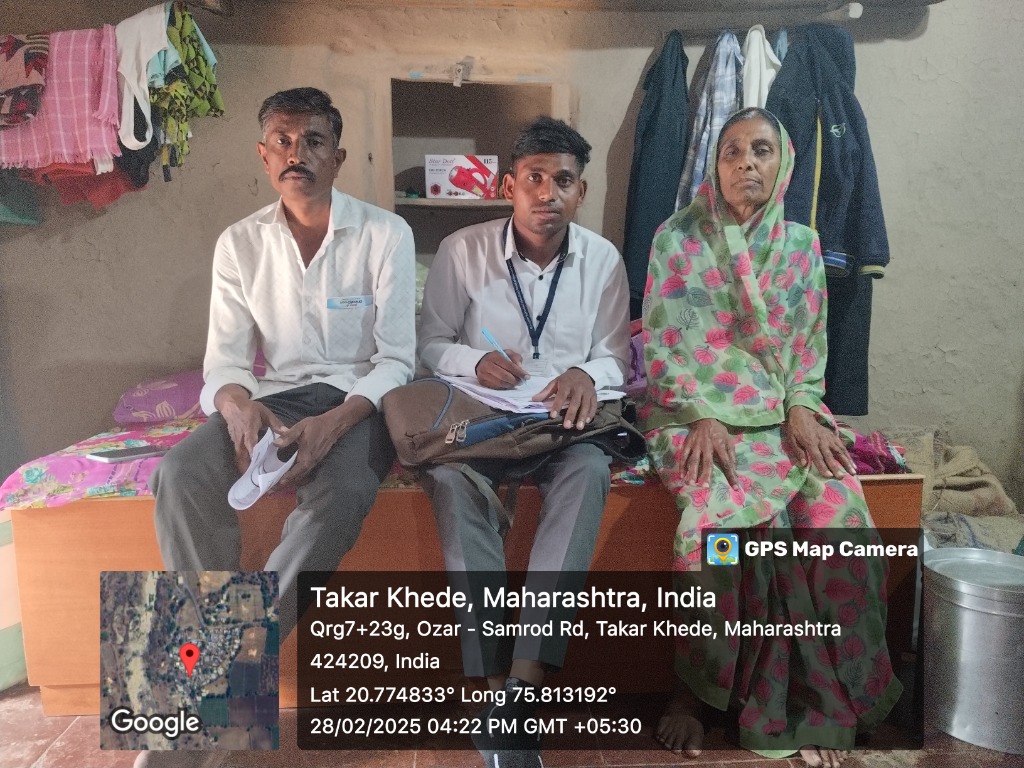 GPS Map Camera
Takar Khede, Maharashtra, India
Qrg7+23g, Ozar - Samrod Rd, Takar Khede, Maharashtra
424209, India
Lat 20.774833° Long 75.813192°
28/02/2025 04:22 PM GMT +05:30
Google